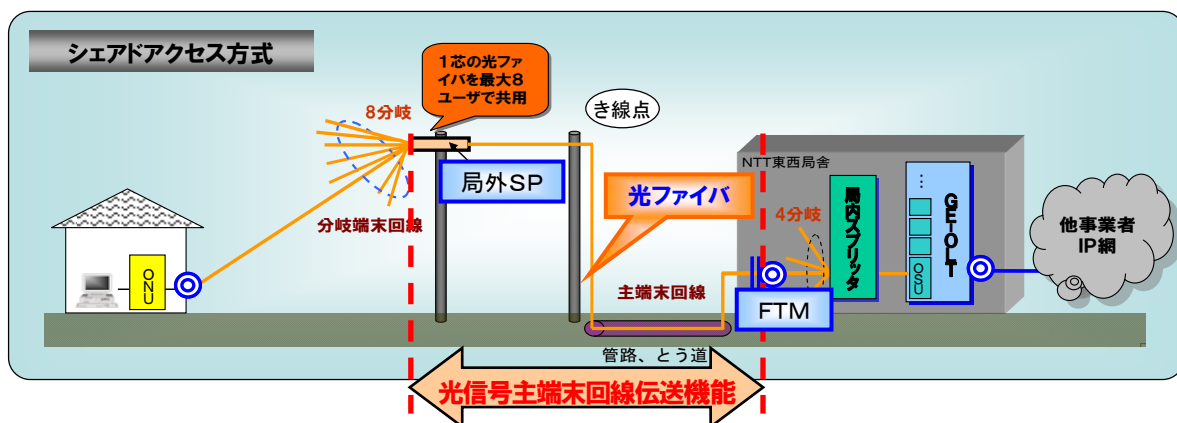 シェアドアクセス方式
1芯の光ファ
イバを最大8
ユーザで共用
8分岐
き線点
NTT東西局舎
局外SP
光ファイバ
分岐端末回線
4分岐
局内スプリッタ
…
GE-OLT
OSU
他事業者
IP網
ONU
主端末回線
FTM
管路、とう道
光信号主端末回線伝送機能